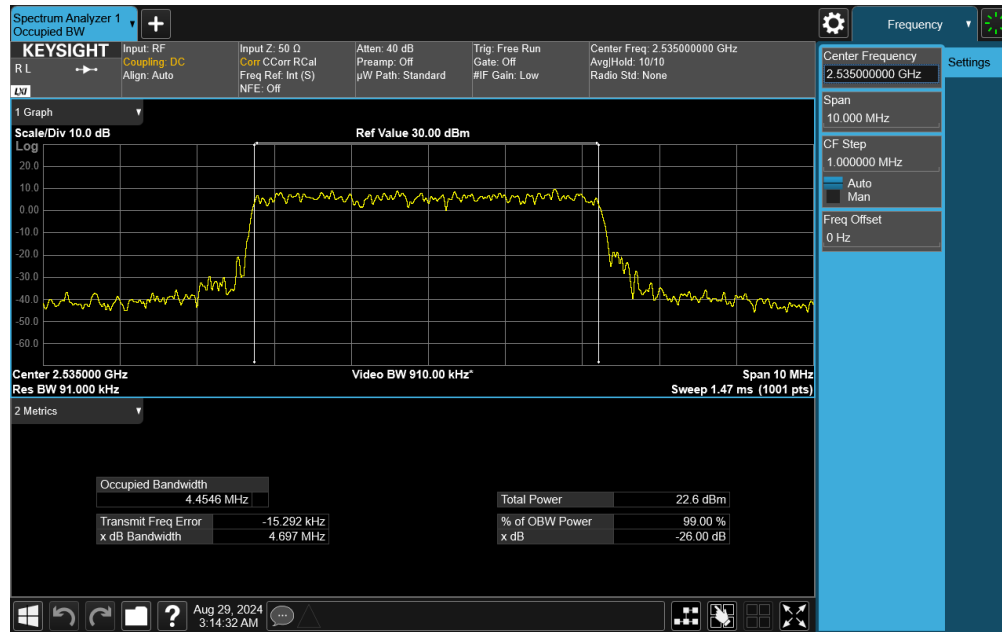 Spectrum Analyzer 1
Occupied BW
Frequency
KEYSIGHT
R L
LXI
Input: RF
Coupling: DC
Align: Auto
Input Z: 50 Ω
Corr CCorr RCal
Freq Ref: Int (S)
NFE: Off
Atten: 40 dB
Preamp: Off
µW Path: Standard
Trig: Free Run
Gate: Off
#IF Gain: Low
Center Freq: 2.535000000 GHz
Avg|Hold: 10/10
Radio Std: None
Center Frequency
2.535000000 GHz
Settings
Span
10.000 MHz
CF Step
1.000000 MHz
Auto
Man
Freq Offset
0 Hz
1 Graph
Scale/Div 10.0 dB
Ref Value 30.00 dBm
Log
20.0
10.0
0.00
-10.0
-20.0
-30.0
-40.0
-50.0
-60.0
Center 2.535000 GHz
Video BW 910.00 kHz*
Span 10 MHz
Res BW 91.000 kHz
Sweep 1.47 ms (1001 pts)
2 Metrics
Occupied Bandwidth
4.4546 MHz
Total Power 22.6 dBm
Transmit Freq Error -15.292 kHz
% of OBW Power 99.00 %
x dB Bandwidth 4.697 MHz
x dB -26.00 dB
?
Aug 29, 2024
3:14:32 AM